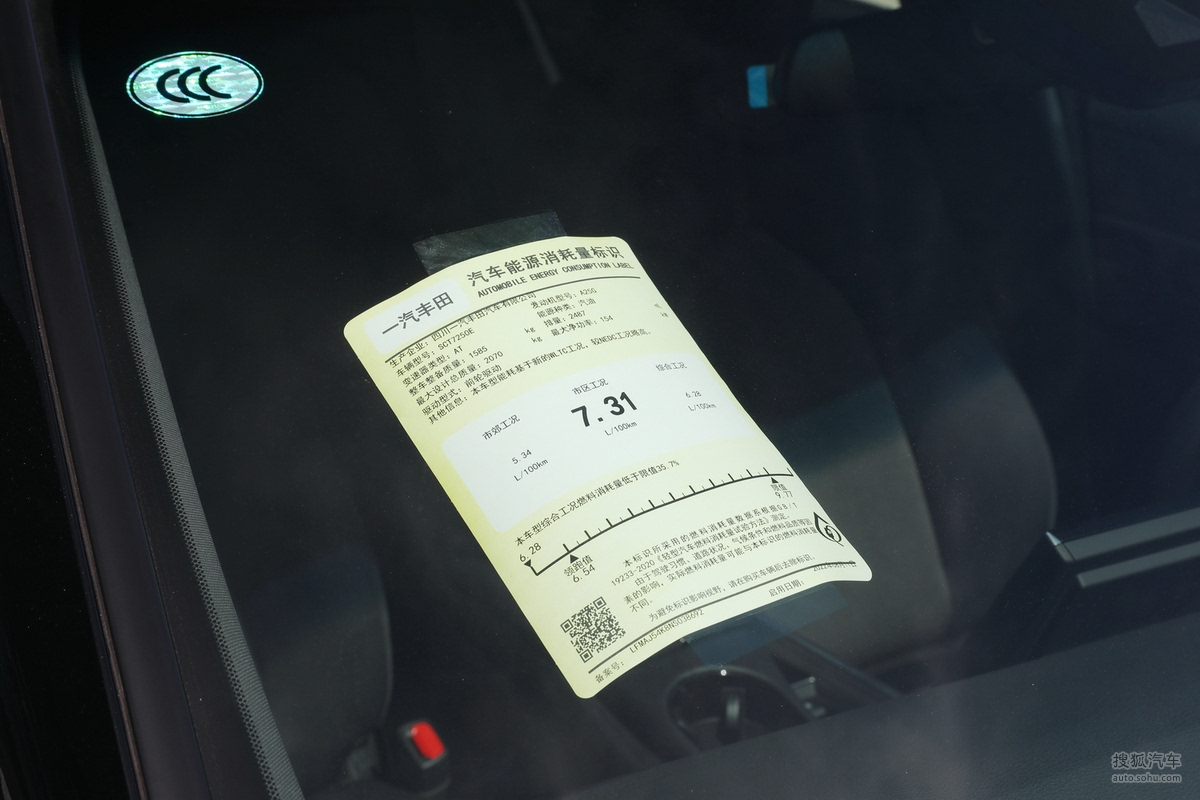 CCC
汽车能源消耗量标识
AUTOMOBILE ENERGY CONSUMPTION LABEL
一汽丰田
生产企业：四川一汽丰田汽车有限公司
车辆型号：SCT7250E
发动机型号：A25G
变速器类型：AT
能源种类：汽油
整车整备质量：1585 kg
排量：2487 mL
最大设计总质量：2070 kg
最大净功率：154
驱动型式：前轮驱动
其他信息：本车型能耗基于新的WLTC工况，较NEDC工况略高。
市郊工况
5.34
L/100km
市区工况
7.31
L/100km
综合工况
6.28
L/100km
本车型综合工况燃料消耗量低于限值35.7%
6.28
领跑值
6.54
限值
9.77
本标识所采用的燃料消耗量数据系根据GB/T
19233-2020《轻型汽车燃料消耗量试验方法》测定。
由于驾驶习惯、道路状况、气候条件和燃料品质等因
素的影响，实际燃料消耗量可能与本标识的燃料消耗量
不同。
为避免标识影响视野，请在购买车辆后去除标识。
备案号：
启用日期：
搜狐汽车
auto.sohu.com